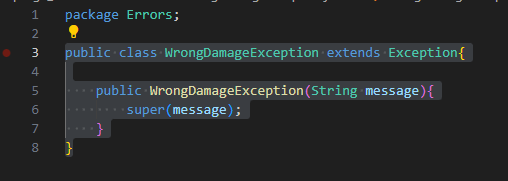 1 package Errors;
2
3 public class WrongDamageException extends Exception{
4
5 public WrongDamageException(String message){
6 super(message);
7 }
8 }